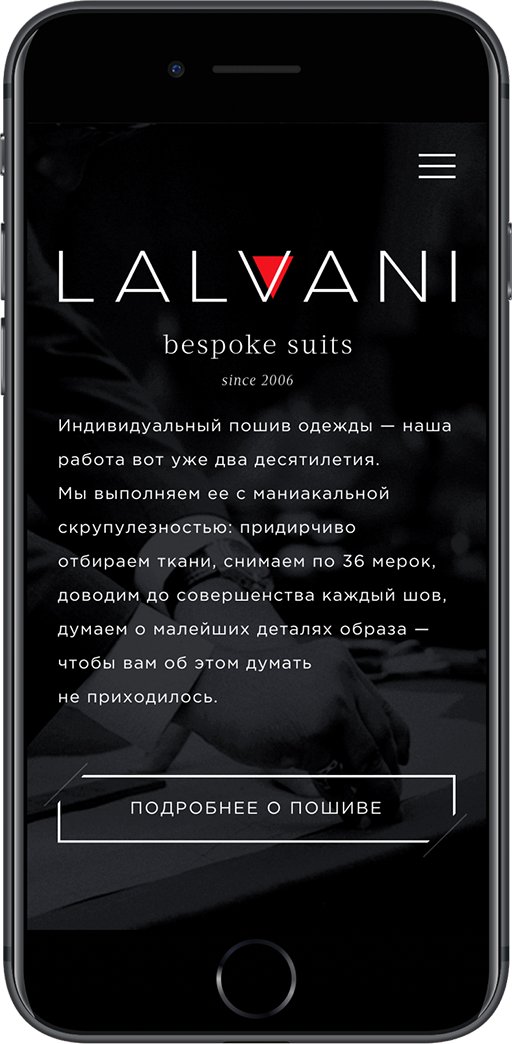 LALVANI
bespoke suits
since 2006
Индивидуальный пошив одежды — наша
работа вот уже два десятилетия.
Мы выполняем ее с маниакальной
скрупулезностью: придирчиво
отбираем ткани, снимаем по 36 мерок,
доводим до совершенства каждый шов,
думаем о малейших деталях образа —
чтобы вам об этом думать
не приходилось.
ПОДРОБНЕЕ О ПОШИВЕ